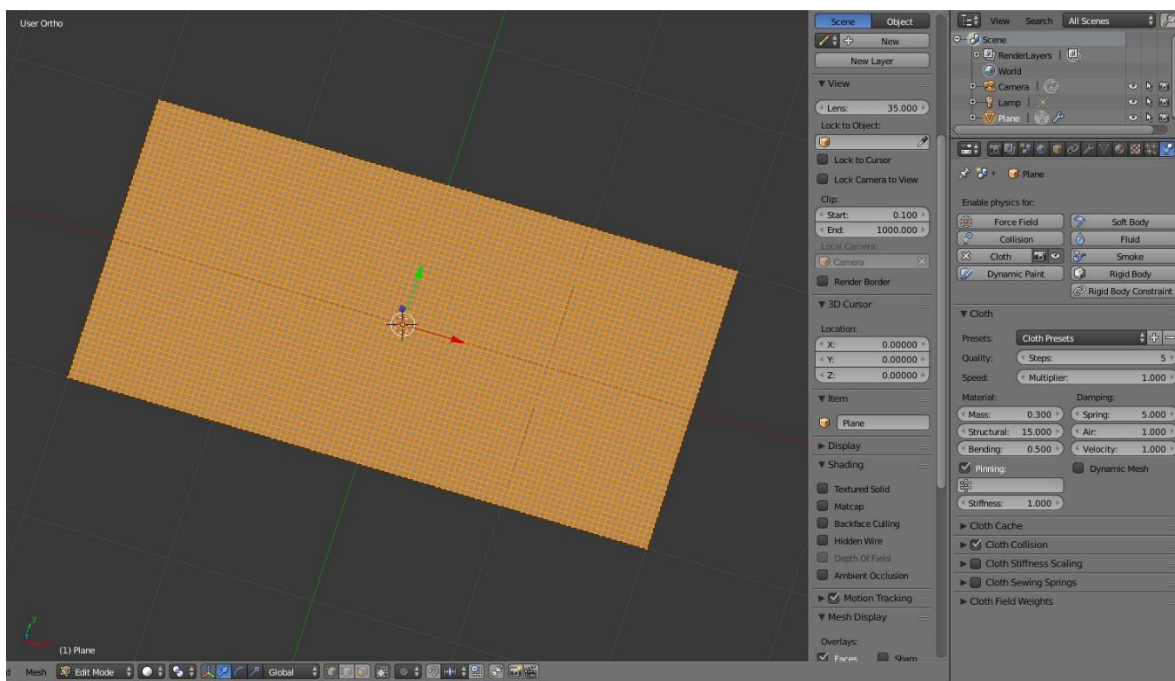 User Ortho
(1) Plane
d Mesh Edit Mode Global
Scene Object
New
New Layer
View
Lens: 35.000
Lock to Object:
Lock to Cursor
Lock Camera to View
Clip:
Start: 0.100
End: 1000.000
Local Camera:
Camera
Render Border
3D Cursor
Location:
X: 0.00000
Y: 0.00000
Z: 0.00000
Item
Plane
Display
Shading
Textured Solid
Matcap
Backface Culling
Hidden Wire
Depth Of Field
Ambient Occlusion
Motion Tracking
Mesh Display
Overlays:
Faces Sharp
View Search All Scenes
Scene
RenderLayers
World
Camera
Lamp
Plane
Plane
Enable physics for:
Force Field Soft Body
Collision Fluid
Cloth Smoke
Dynamic Paint Rigid Body
Rigid Body Constraint
Cloth
Presets: Cloth Presets
Quality: Steps: 5
Speed: Multiplier: 1.000
Material: Damping:
Mass: 0.300 Spring: 5.000
Structural: 15.000 Air: 1.000
Bending: 0.500 Velocity: 1.000
Pinning: Dynamic Mesh
Stiffness: 1.000
Cloth Cache
Cloth Collision
Cloth Stiffness Scaling
Cloth Sewing Springs
Cloth Field Weights